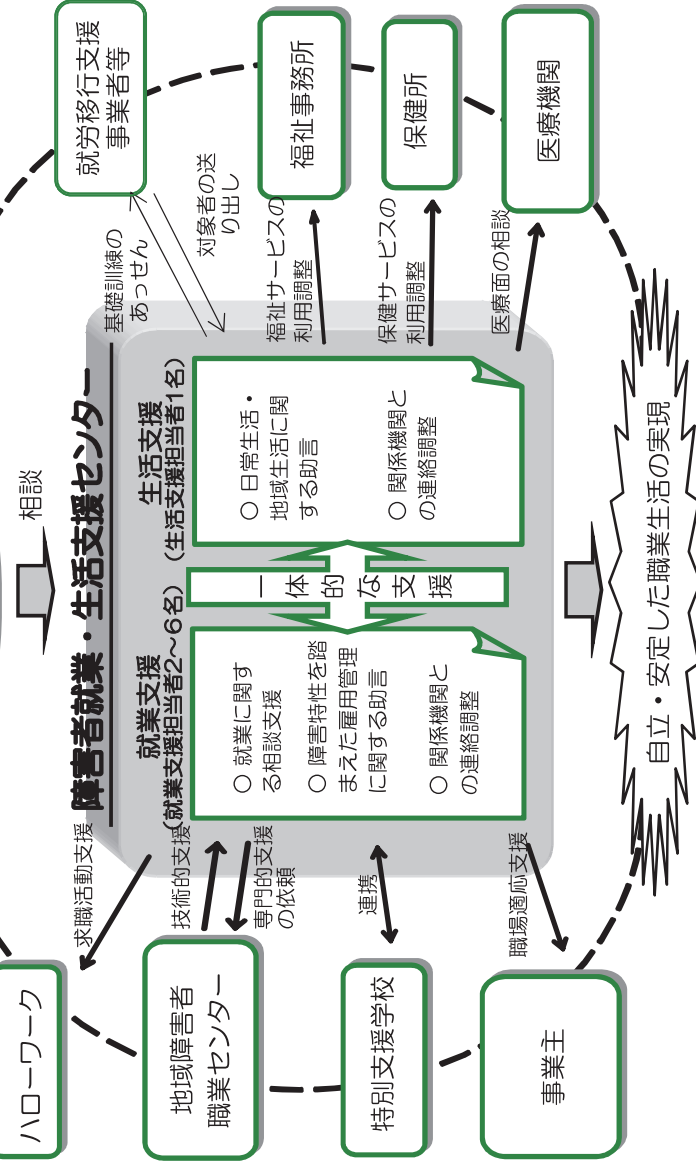 相談
障害者就業・生活支援センター
就業支援
(就業支援担当者2～6名)
○ 就業に関す
る相談支援
○ 障害特性を踏
まえた雇用管理
に関する助言
○ 関係機関と
の連絡調整
一体的な支援
生活支援
(生活支援担当者1名)
○ 日常生活・
地域生活に関
する助言
○ 関係機関と
の連絡調整
ハローワーク
求職活動支援
地域障害者
職業センター
技術的支援
専門的支援
の依頼
特別支援学校
連携
事業主
職場適応支援
就労移行支援
事業者等
基礎訓練の
あっせん
対象者の送
り出し
福祉事務所
福祉サービスの
利用調整
保健所
保健サービスの
利用調整
医療機関
医療面の相談
自立・安定した職業生活の実現